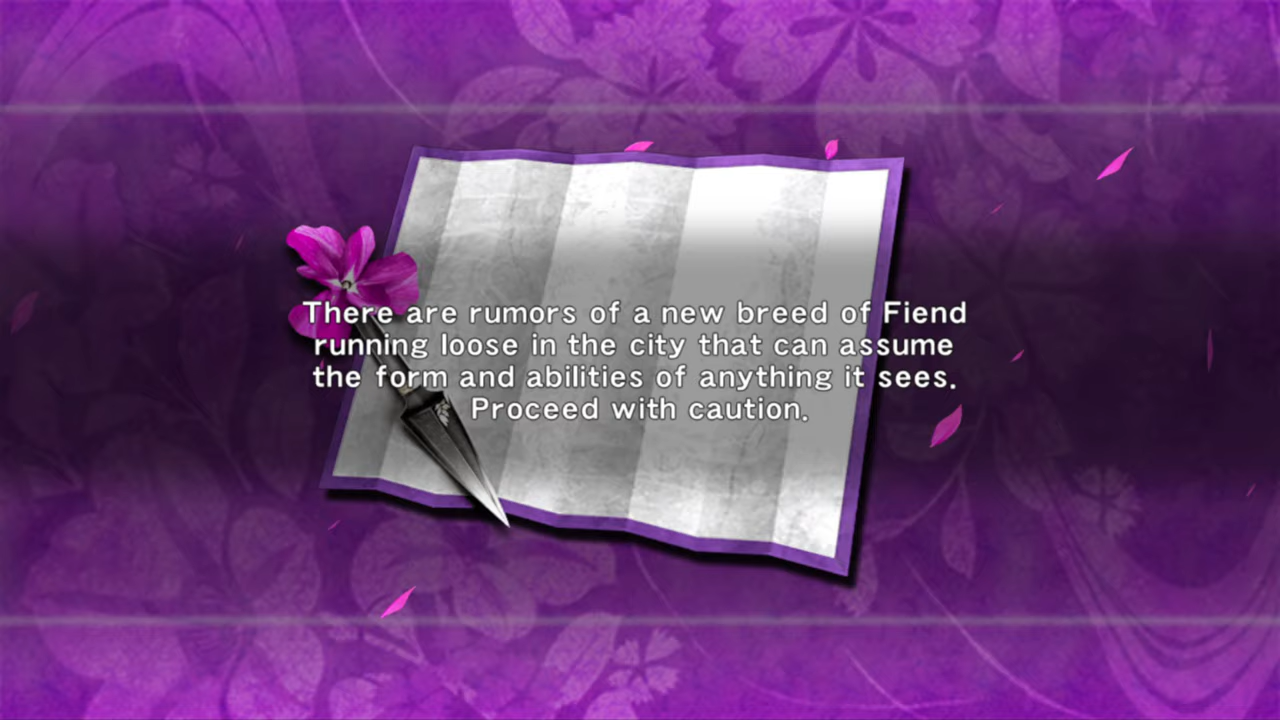 There are rumors of a new breed of Fiend
running loose in the city that can assume
the form and abilities of anything it sees.
Proceed with caution.